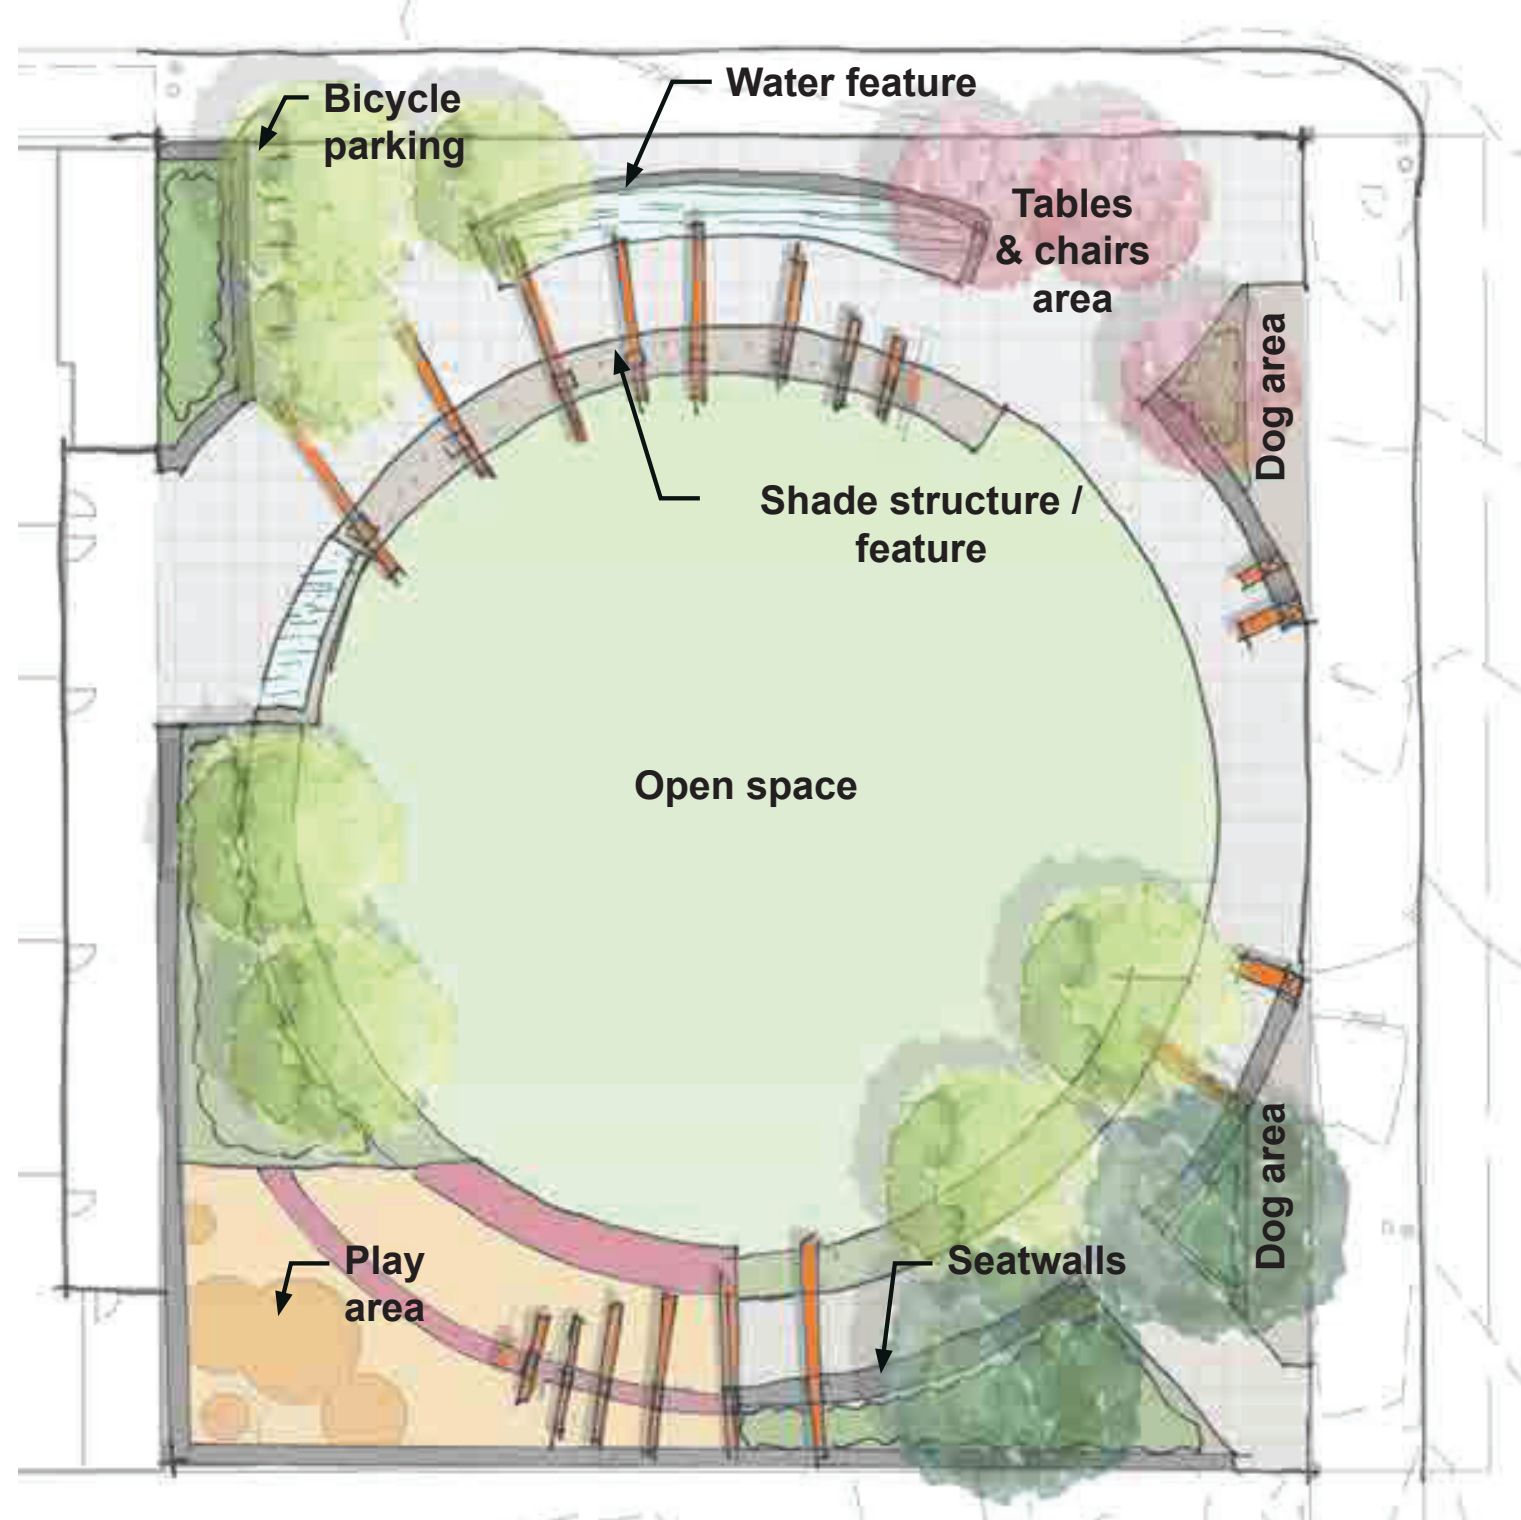 Water feature
Bicycle
parking
Tables
& chairs
area
Dog area
Shade structure /
feature
Open space
Dog area
Seatwalls
Play
area